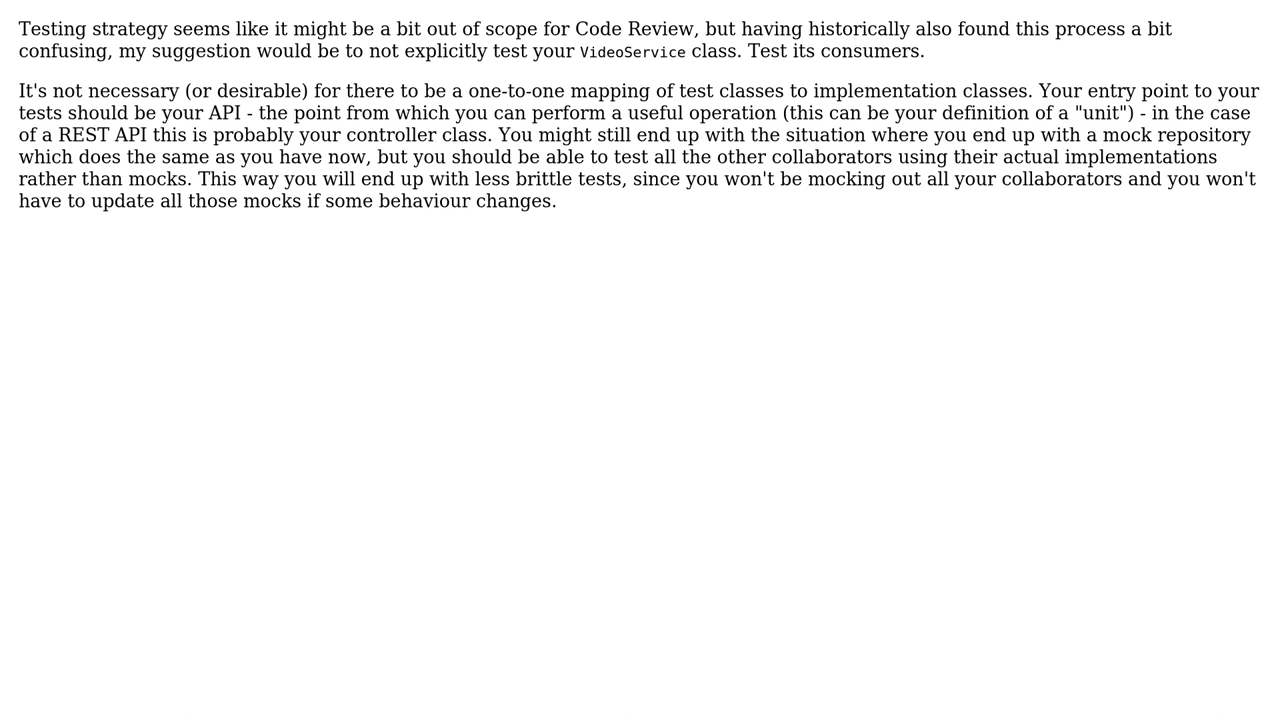 Testing strategy seems like it might be a bit out of scope for Code Review, but having historically also found this process a bit
confusing, my suggestion would be to not explicitly test your VideoService class. Test its consumers.
It's not necessary (or desirable) for there to be a one-to-one mapping of test classes to implementation classes. Your entry point to your
tests should be your API - the point from which you can perform a useful operation (this can be your definition of a "unit") - in the case
of a REST API this is probably your controller class. You might still end up with the situation where you end up with a mock repository
which does the same as you have now, but you should be able to test all the other collaborators using their actual implementations
rather than mocks. This way you will end up with less brittle tests, since you won't be mocking out all your collaborators and you won't
have to update all those mocks if some behaviour changes.